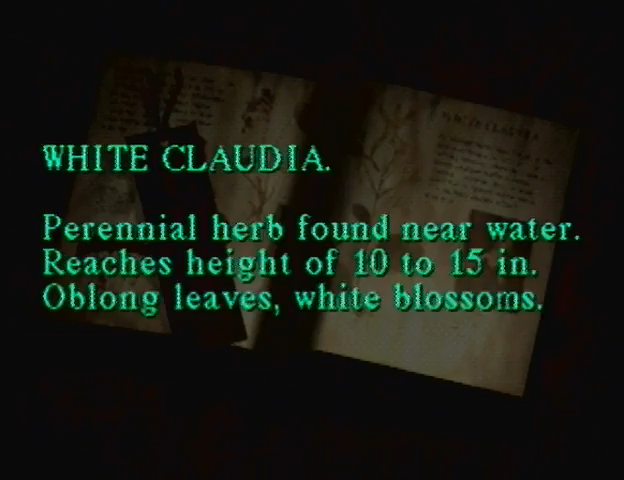 WHITE CLAUDIA.
Perennial herb found near water.
Reaches height of 10 to 15 in.
Oblong leaves, white blossoms.